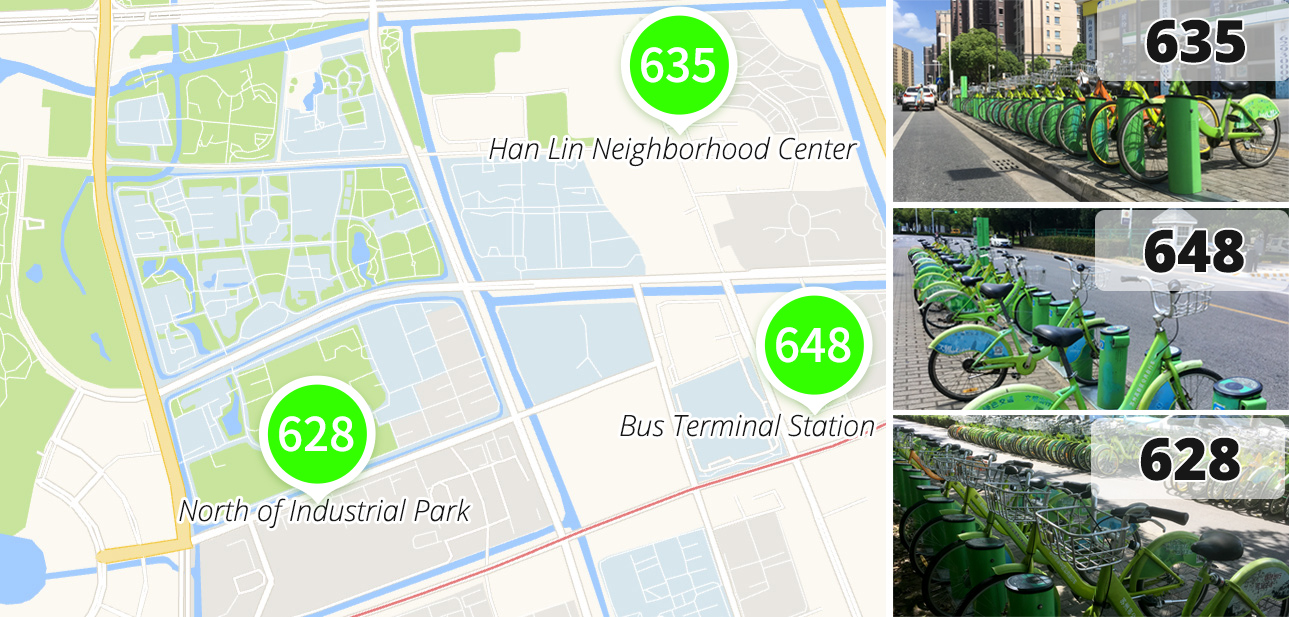 635
Han Lin Neighborhood Center
648
Bus Terminal Station
628
North of Industrial Park
635
648
628